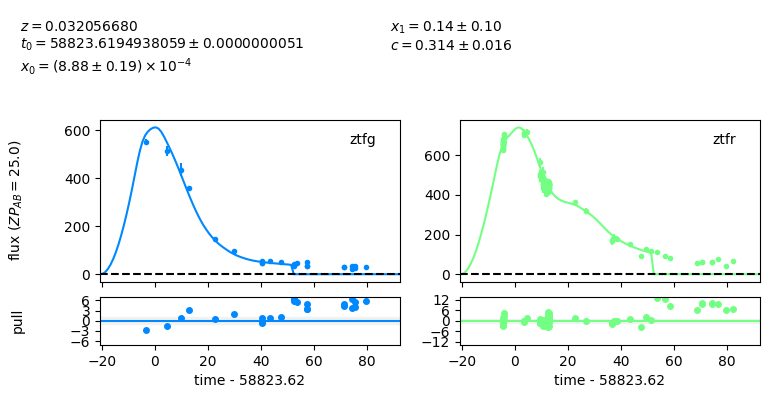 z = 0.032056680
t₀ = 58823.6194938059 ± 0.0000000051
x₀ = (8.88 ± 0.19) × 10⁻⁴
x₁ = 0.14 ± 0.10
c = 0.314 ± 0.016
flux (ZP_AB = 25.0)
600
400
200
0
ztfg
600
400
200
0
ztfr
pull
6
3
0
−3
−6
−20 0 20 40 60 80
time - 58823.62
12
6
0
−6
−12
−20 0 20 40 60 80
time - 58823.62